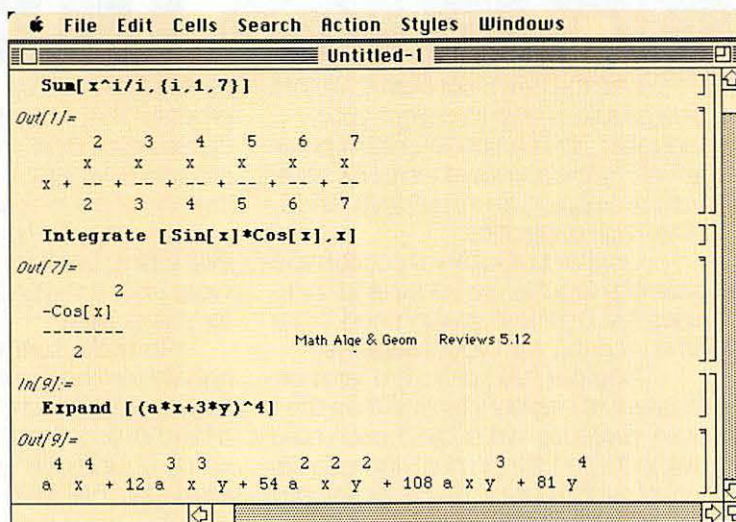 File Edit Cells Search Action Styles Windows
Untitled-1
Sum[x^i/i,{i,1,7}]
Out[1]=
2 3 4 5 6 7
x x x x x x
x + -- + -- + -- + -- + -- + --
2 3 4 5 6 7
Integrate [Sin[x]*Cos[x],x]
Out[7]=
2
-Cos[x]
---------
2
Math Alge & Geom Reviews 5.12
In[9]:=
Expand [(a*x+3*y)^4]
Out[9]=
4 4 3 3 2 2 2 3 4
a x + 12 a x y + 54 a x y + 108 a x y + 81 y